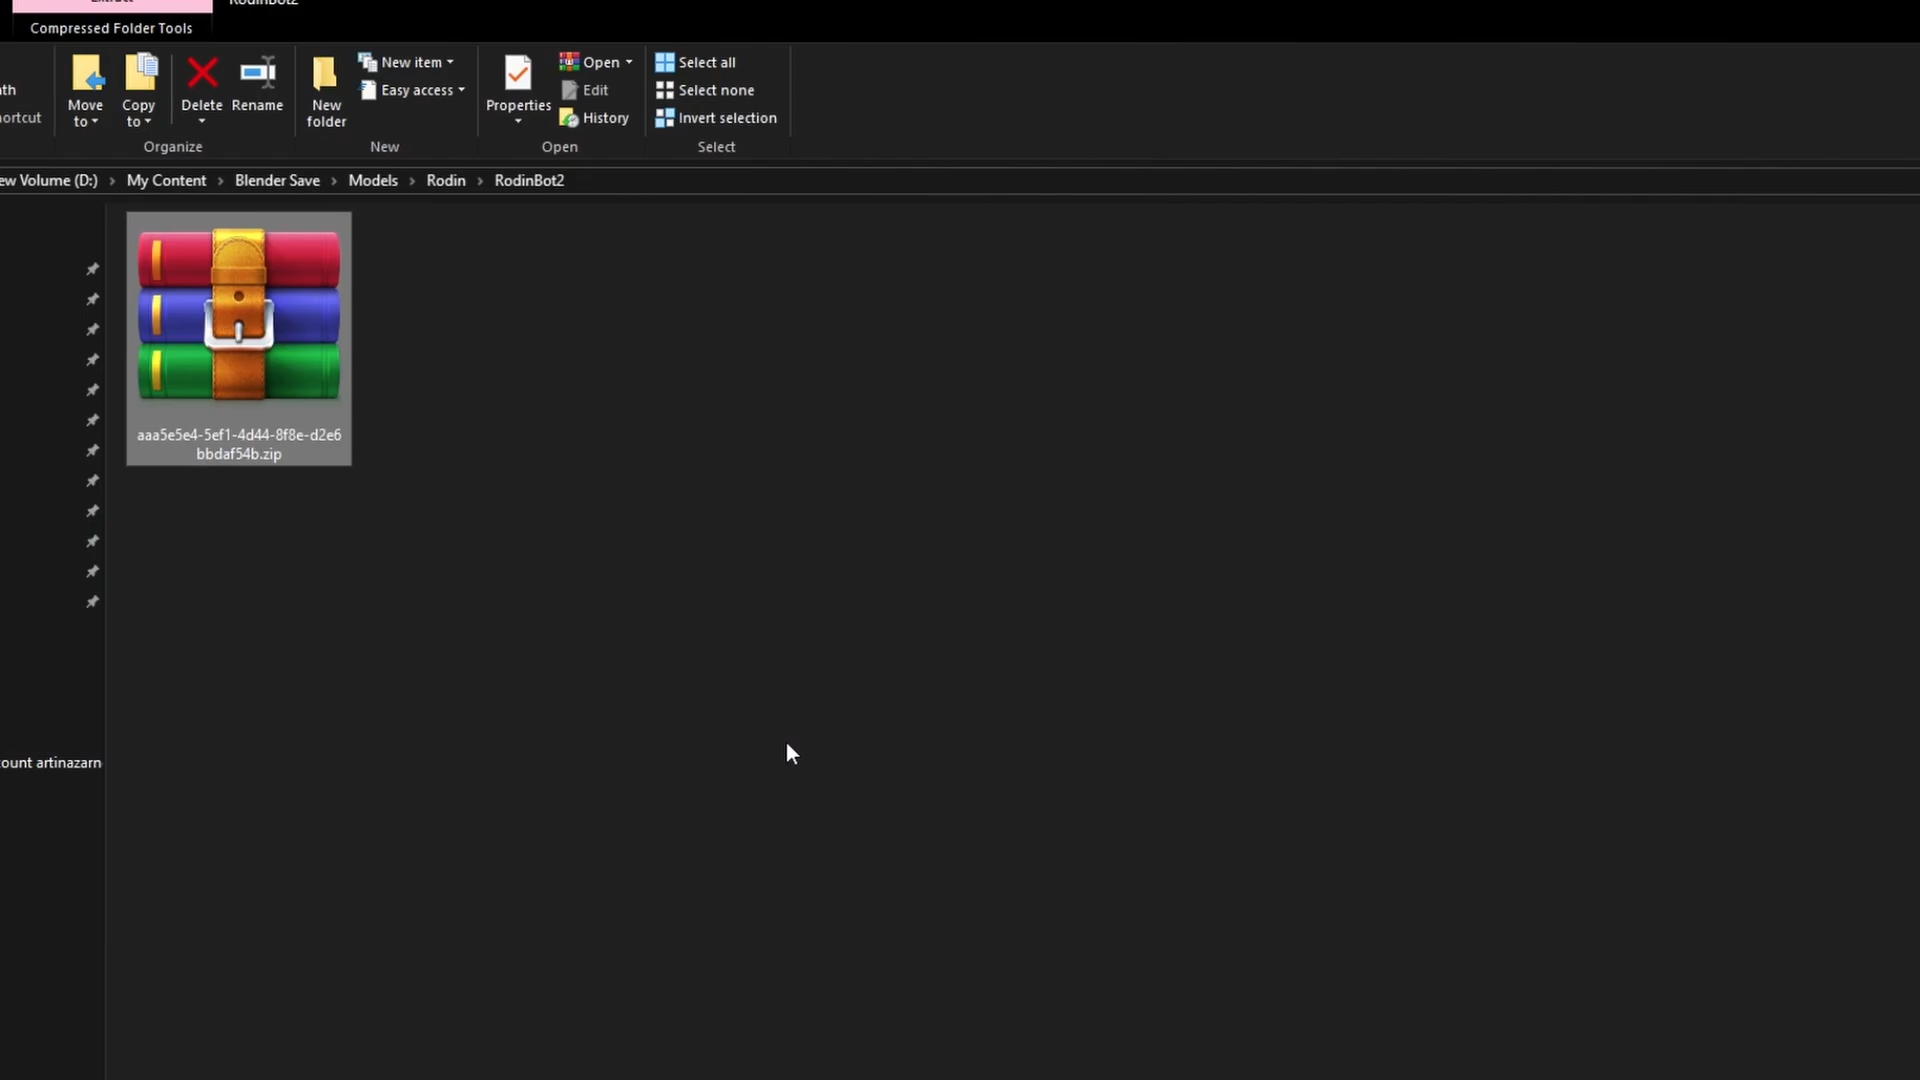 RodinBot2
Compressed Folder Tools
Move to
Copy to
Delete
Rename
New folder
New item
Easy access
Properties
Open
Edit
History
Select all
Select none
Invert selection
Organize
New
Open
Select
ew Volume (D:) > My Content > Blender Save > Models > Rodin > RodinBot2
aaa5e5e4-5ef1-4d44-8f8e-d2e6
bbdaf54b.zip
ount artinazarn